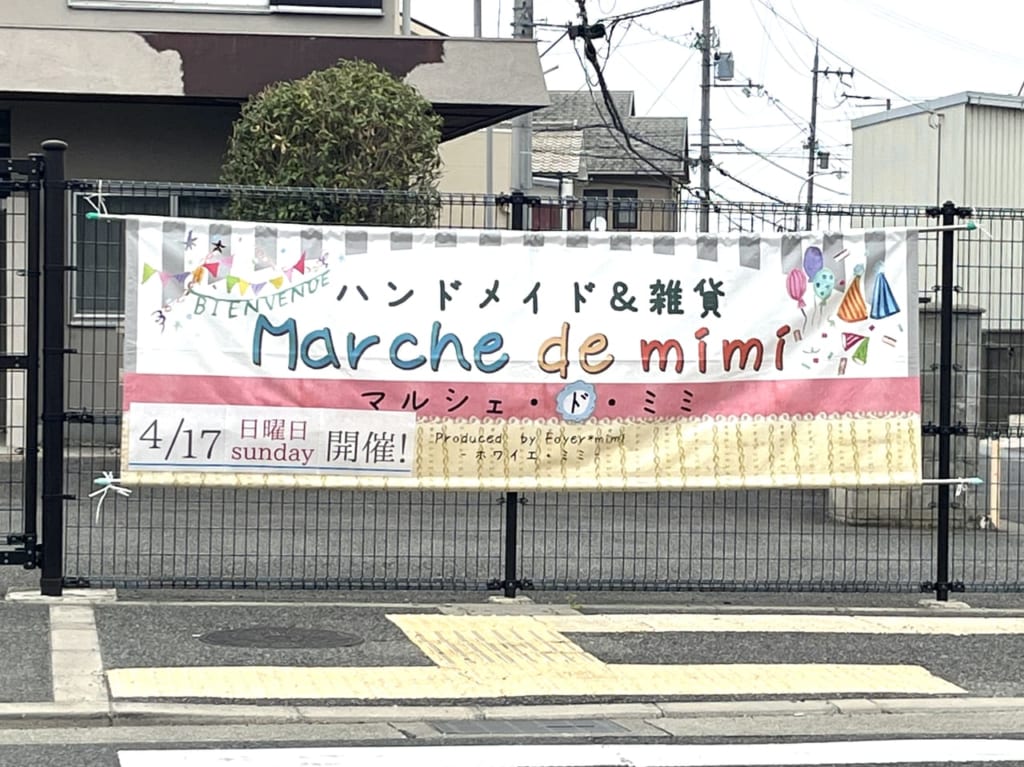 BIENVENDE
ハンドメイド&雑貨
Marche de mimi
マルシェ・ド・ミミ
4/17 日曜日 sunday 開催!
Produced by Foyer*mimi
-ホワイエ・ミミ-